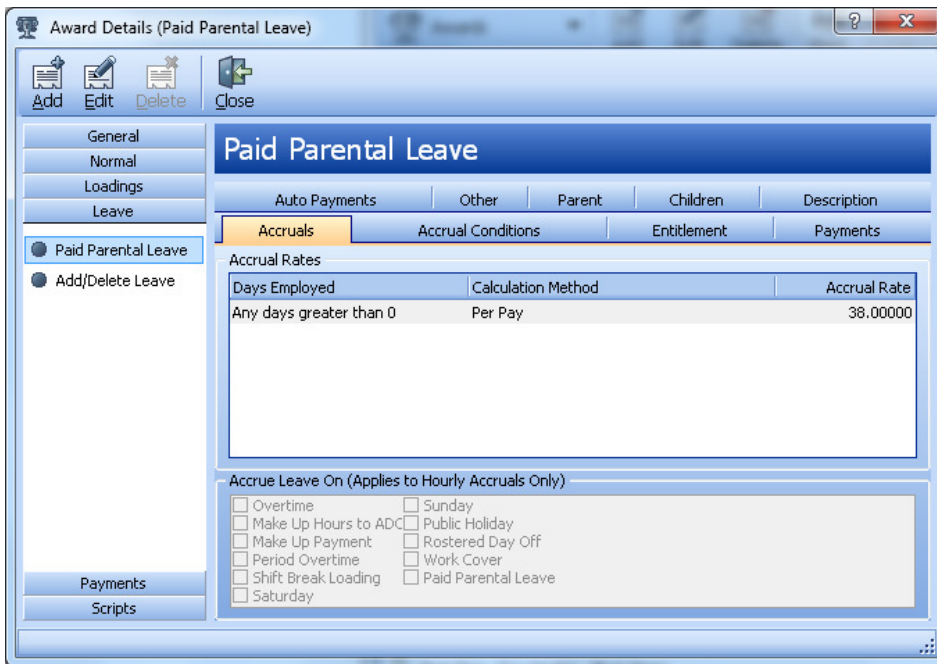 Award Details (Paid Parental Leave)
Add Edit Delete Close
General
Normal
Loadings
Leave
Paid Parental Leave
Add/Delete Leave
Payments
Scripts
Paid Parental Leave
Auto Payments Other Parent Children Description
Accruals Accrual Conditions Entitlement Payments
Accrual Rates
Days Employed Calculation Method Accrual Rate
Any days greater than 0 Per Pay 38.00000
Accrue Leave On (Applies to Hourly Accruals Only)
Overtime Sunday
Make Up Hours to ADO Public Holiday
Make Up Payment Rostered Day Off
Period Overtime Work Cover
Shift Break Loading Paid Parental Leave
Saturday